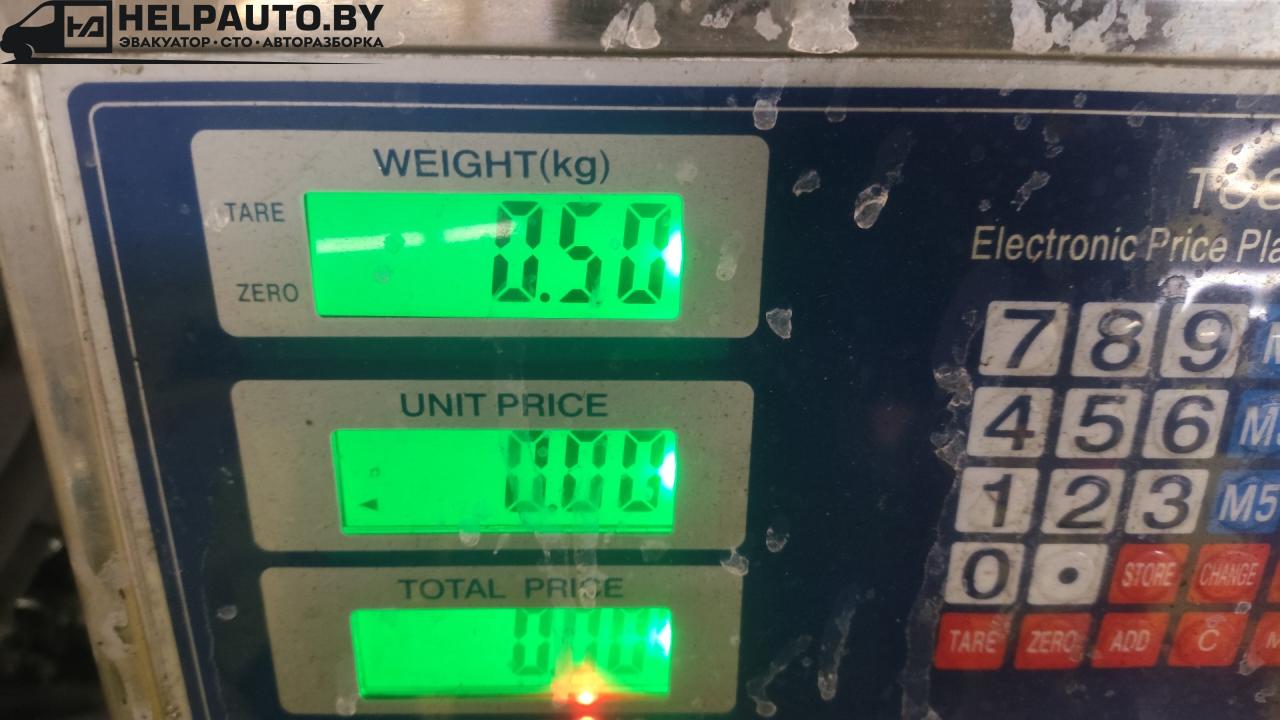 HELPAUTO.BY
ЭВАКУАТОР · СТО · АВТОРАЗБОРКА
WEIGHT(kg)
TARE
0.50
ZERO
Electronic Price
UNIT PRICE
0.00
TOTAL PRICE
0.00
7 8 9
4 5 6
1 2 3 M5
0 . STORE CHANGE
TARE ZERO ADD C